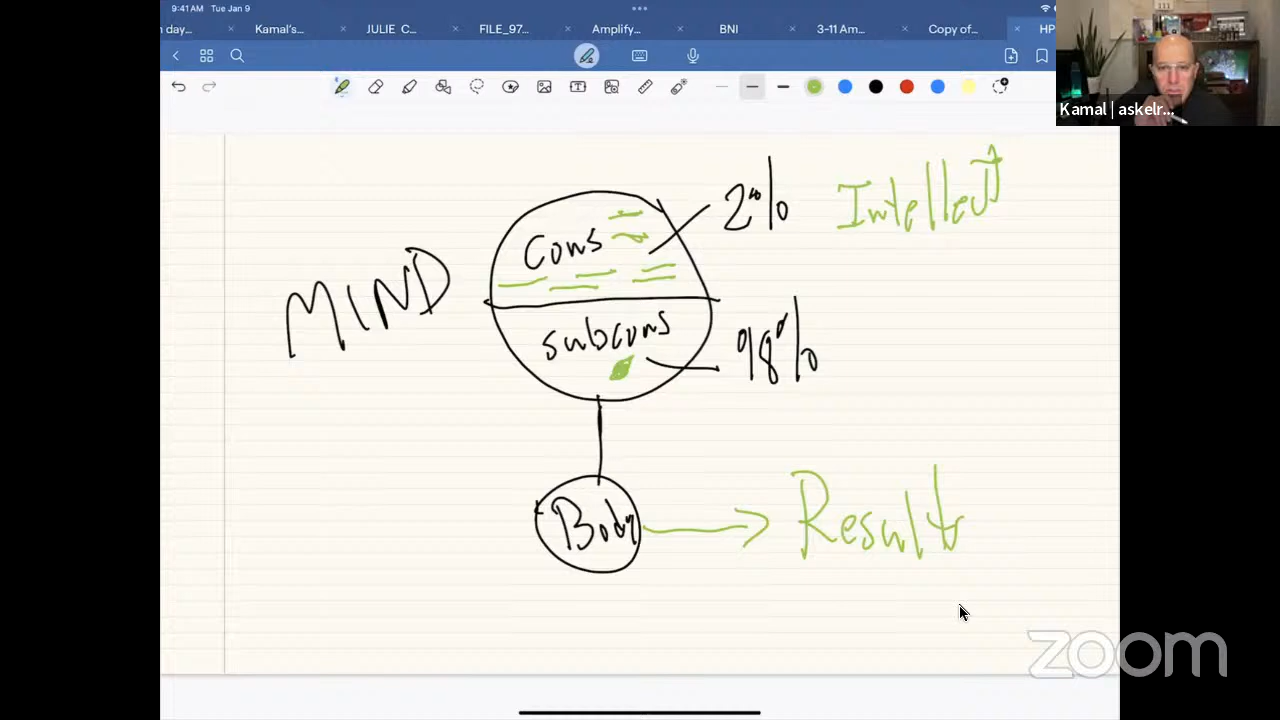 9:41 AM Tue Jan 9
n day...
Kamal's...
JULIE C...
FILE_97...
Amplify...
BNI
3-11 Am...
Copy of...
HP
Kamal | askelr...
2%
Intellect
Cons
MIND
subcons
98%
Body
Results
zoom